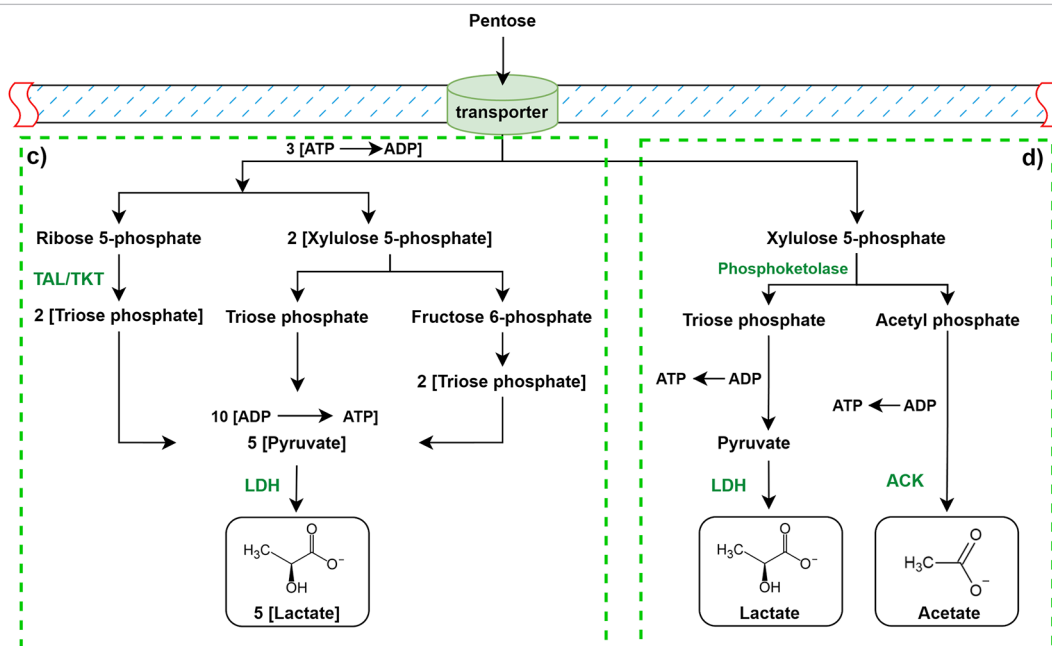 Pentose
transporter
c)
3 [ATP → ADP]
d)
Ribose 5-phosphate
2 [Xylulose 5-phosphate]
Xylulose 5-phosphate
TAL/TKT
Phosphoketolase
2 [Triose phosphate]
Triose phosphate
Fructose 6-phosphate
Triose phosphate
Acetyl phosphate
2 [Triose phosphate]
ATP ← ADP
ATP ← ADP
10 [ADP → ATP]
5 [Pyruvate]
Pyruvate
LDH
LDH
ACK
H₃C
O
O⁻
OH
5 [Lactate]
H₃C
O
O⁻
OH
Lactate
H₃C
O
O⁻
Acetate